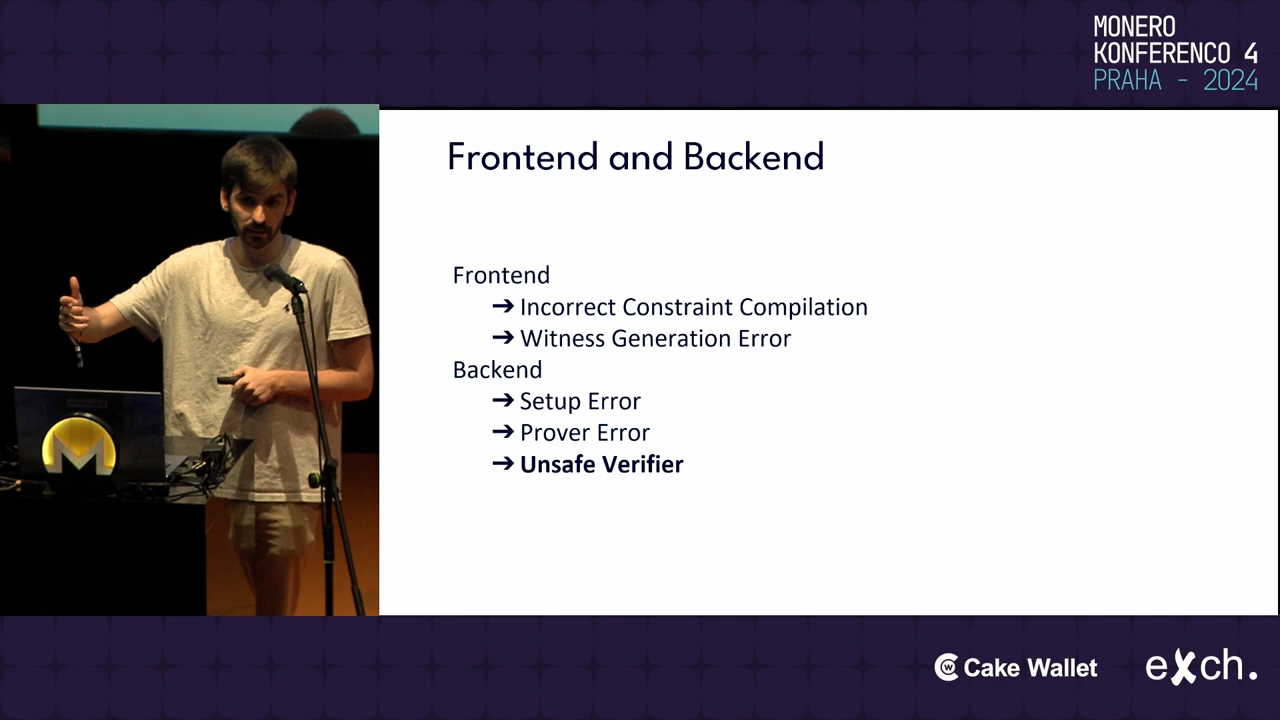 MONERO
KONFERENCO 4
PRAHA - 2024
Frontend and Backend
Frontend
➔ Incorrect Constraint Compilation
➔ Witness Generation Error
Backend
➔ Setup Error
➔ Prover Error
➔ Unsafe Verifier
Cake Wallet
exch.